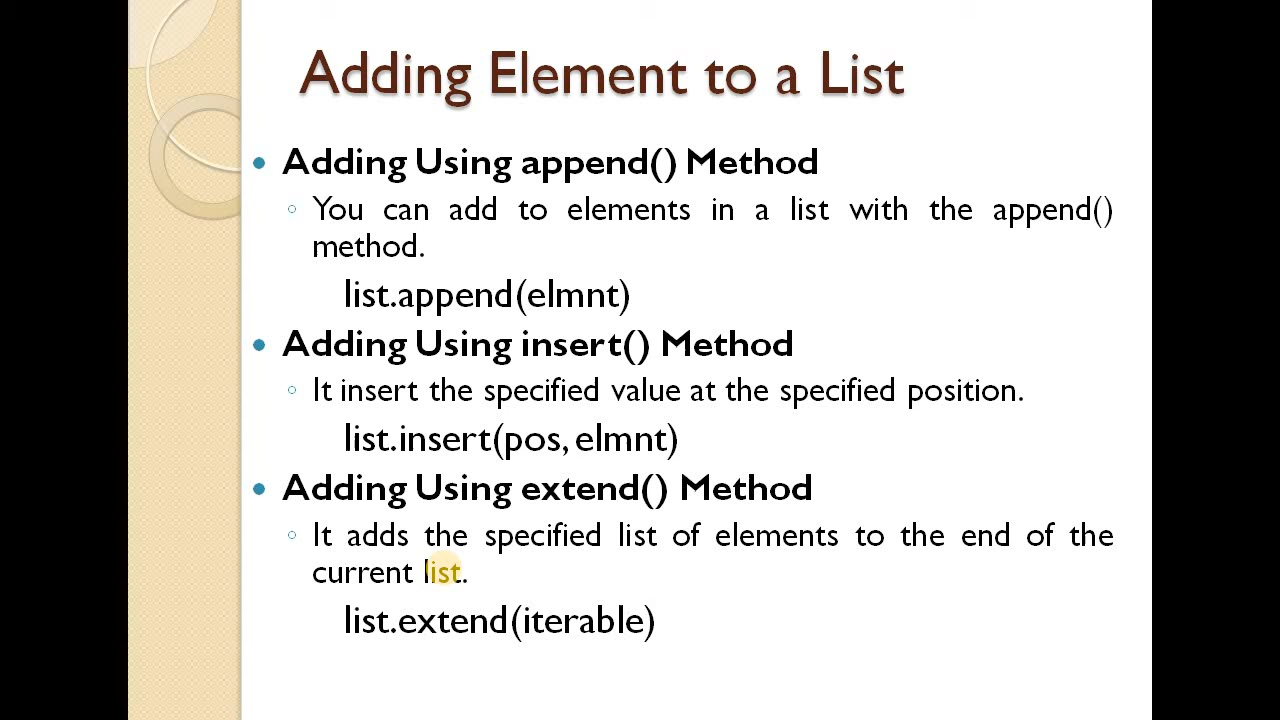 Adding Element to a List
Adding Using append() Method
You can add to elements in a list with the append()
method.
list.append(elmnt)
Adding Using insert() Method
It insert the specified value at the specified position.
list.insert(pos, elmnt)
Adding Using extend() Method
It adds the specified list of elements to the end of the
current list.
list.extend(iterable)